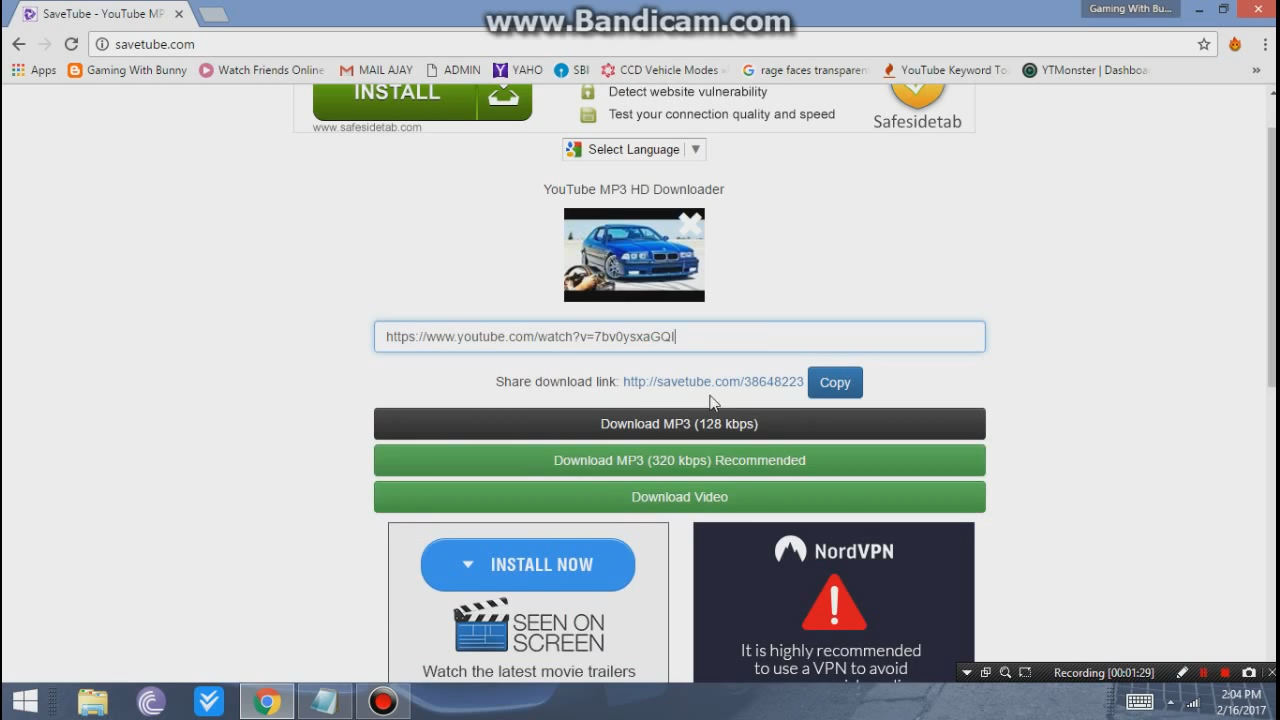 www.Bandicam.com
SaveTube - YouTube MP
Gaming With Bu...
savetube.com
Apps Gaming With Bunny Watch Friends Online MAIL AJAY ADMIN YAHO SBI CCD Vehicle Modes rage faces transparen YouTube Keyword To YTMonster | Dashboa
INSTALL
www.safesidetab.com
Detect website vulnerability
Test your connection quality and speed
Safesidetab
Select Language
YouTube MP3 HD Downloader
https://www.youtube.com/watch?v=7bv0ysxaGQI
Share download link: http://savetube.com/38648223 Copy
Download MP3 (128 kbps)
Download MP3 (320 kbps) Recommended
Download Video
INSTALL NOW
SEEN ON
SCREEN
Watch the latest movie trailers
NordVPN
It is highly recommended
to use a VPN to avoid
Recording [00:01:29]
2:04 PM
2/16/2017